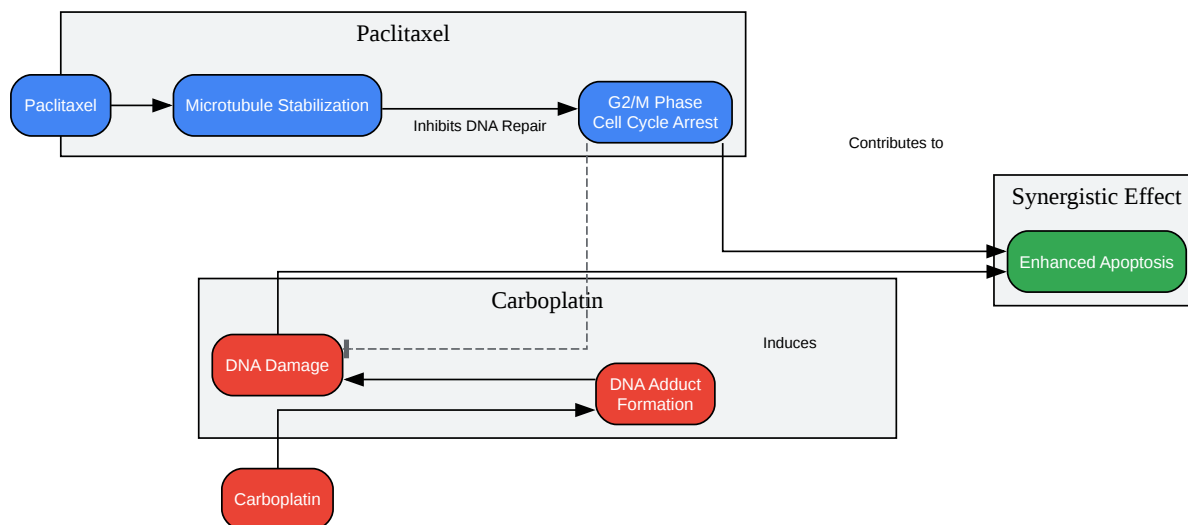 Paclitaxel
Paclitaxel
Microtubule Stabilization
Inhibits DNA Repair
G2/M Phase
Cell Cycle Arrest
Contributes to
Synergistic Effect
Enhanced Apoptosis
Carboplatin
Induces
DNA Damage
DNA Adduct
Formation
Carboplatin